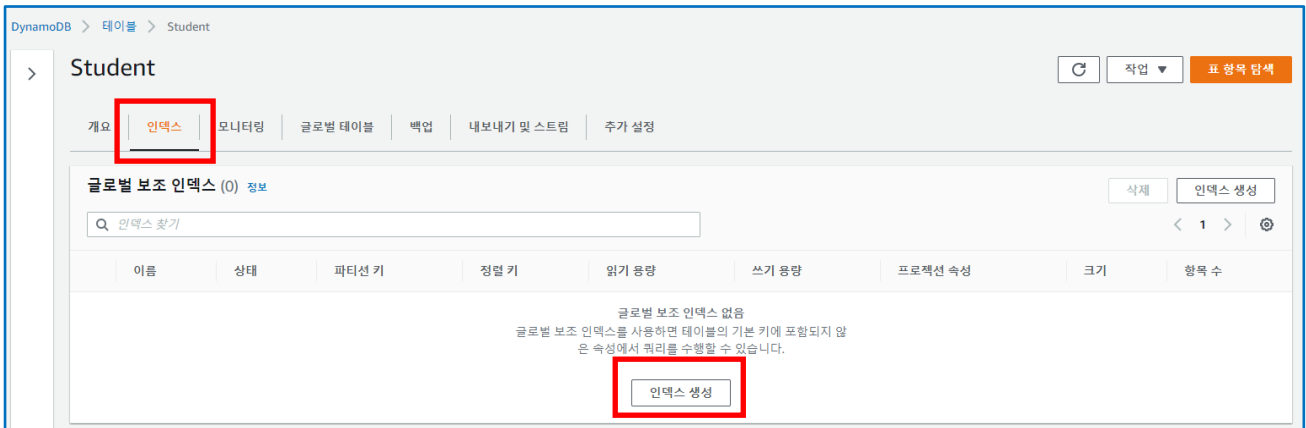 DynamoDB > 테이블 > Student
Student
작업 ▼
표 항목 탐색
개요
인덱스
모니터링
글로벌 테이블
백업
내보내기 및 스트림
추가 설정
글로벌 보조 인덱스 (0) 정보
삭제
인덱스 생성
인덱스 찾기
< 1 >
이름
상태
파티션 키
정렬 키
읽기 용량
쓰기 용량
프로젝션 속성
크기
항목 수
글로벌 보조 인덱스 없음
글로벌 보조 인덱스를 사용하면 테이블의 기본 키에 포함되지 않
은 속성에서 쿼리를 수행할 수 있습니다.
인덱스 생성